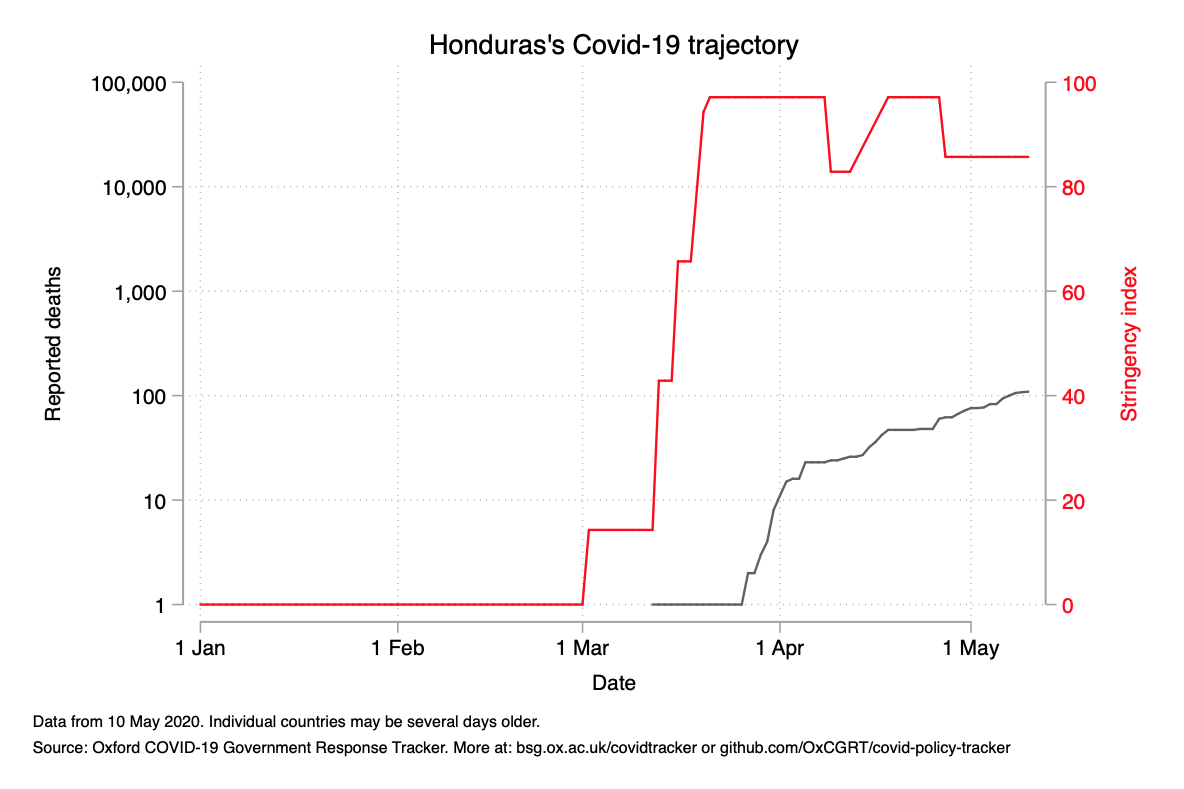 Honduras's Covid-19 trajectory
100,000
10,000
1,000
100
10
1
Reported deaths
100
80
60
40
20
0
Stringency index
1 Jan
1 Feb
1 Mar
1 Apr
1 May
Date
Data from 10 May 2020. Individual countries may be several days older.
Source: Oxford COVID-19 Government Response Tracker. More at: bsg.ox.ac.uk/covidtracker or github.com/OxCGRT/covid-policy-tracker